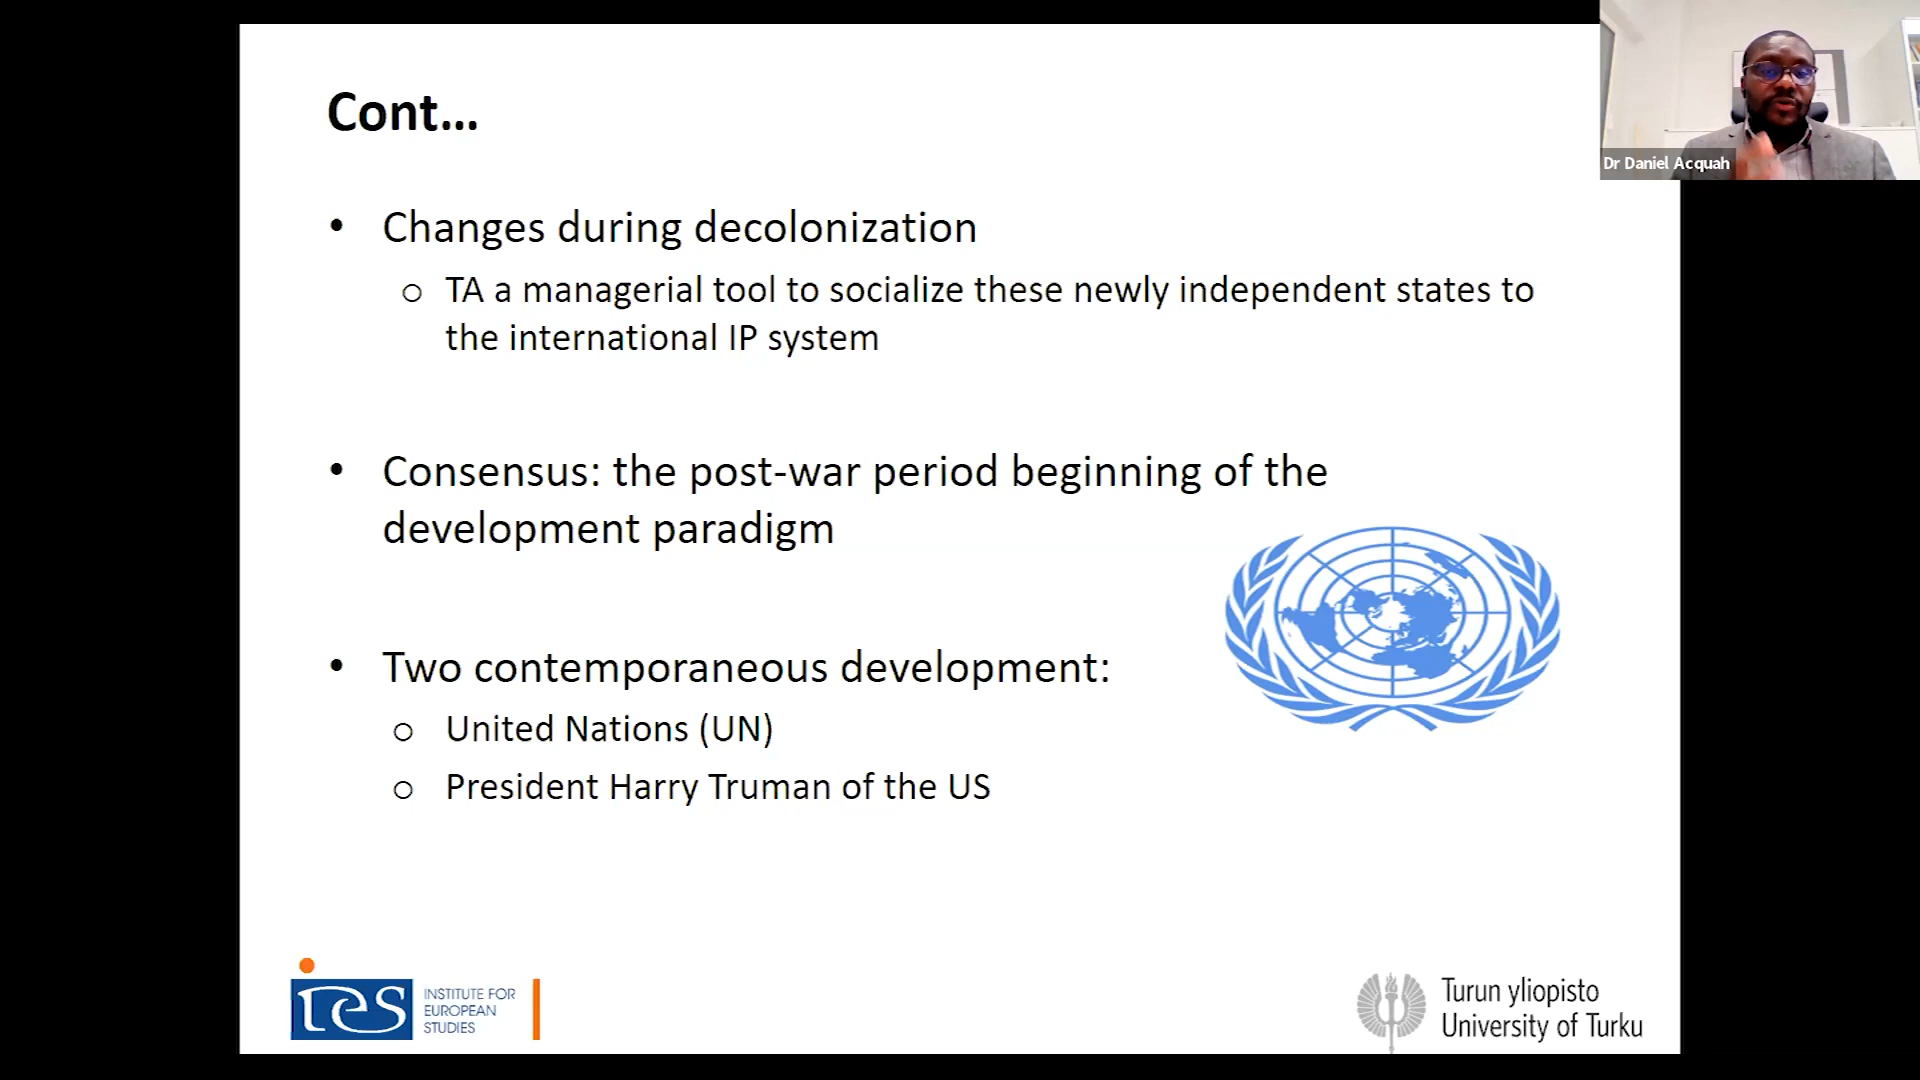 Cont...
Dr Daniel Acquah
• Changes during decolonization
o TA a managerial tool to socialize these newly independent states to
the international IP system
• Consensus: the post-war period beginning of the
development paradigm
• Two contemporaneous development:
o United Nations (UN)
o President Harry Truman of the US
ies
INSTITUTE FOR
EUROPEAN
STUDIES
Turun yliopisto
University of Turku